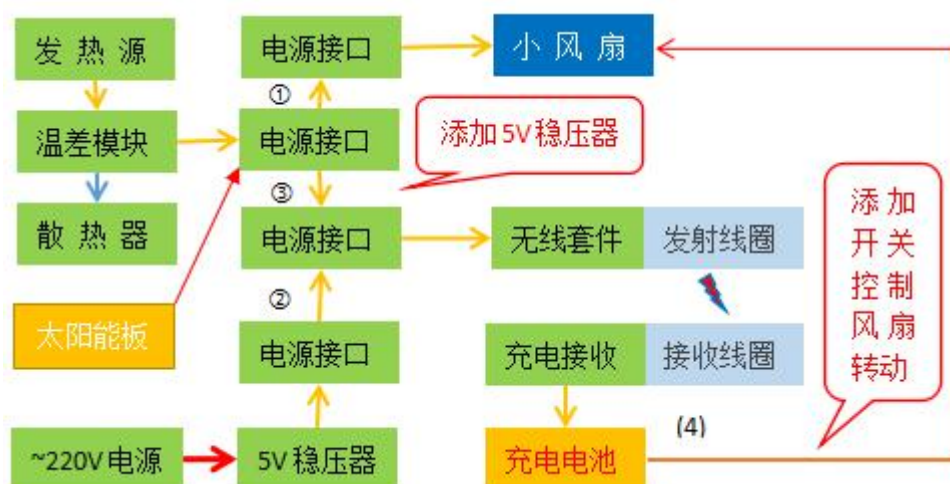 发热源
电源接口
小风扇
①
温差模块
电源接口
添加5V稳压器
③
散热器
电源接口
无线套件
发射线圈
添加
开关
控制
风扇
转动
②
太阳能板
电源接口
充电接收
接收线圈
(4)
~220V电源
5V稳压器
充电电池